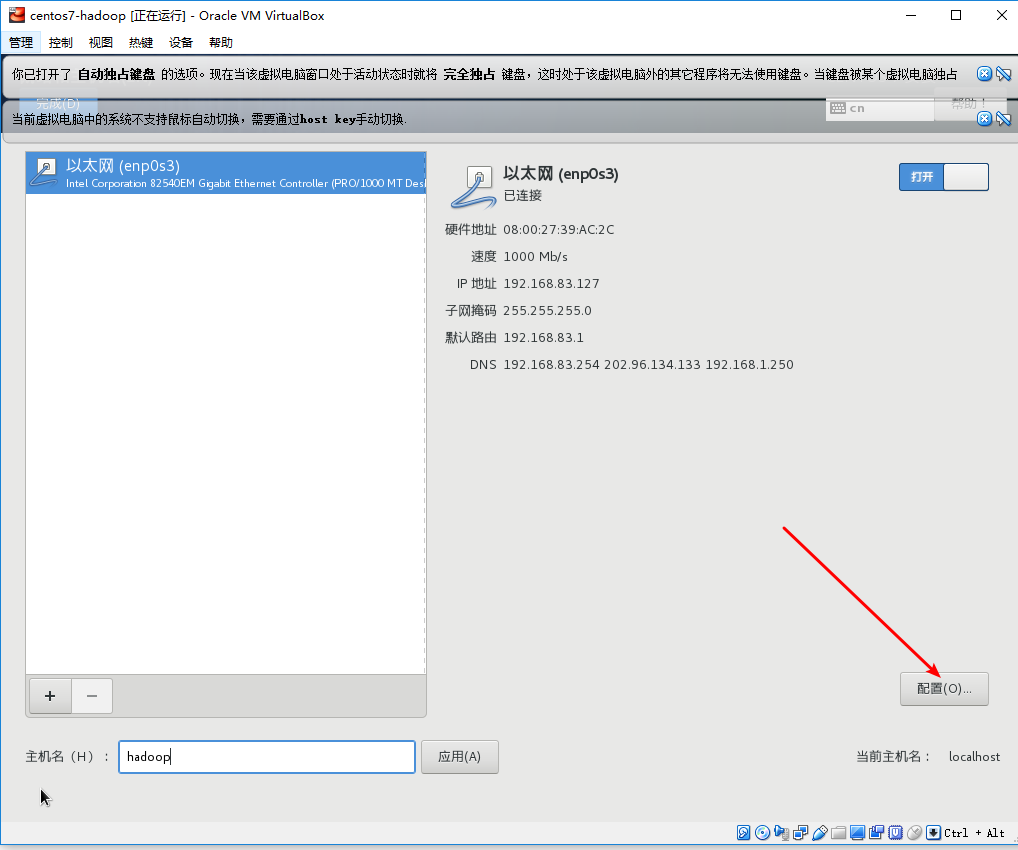 centos7-hadoop [正在运行] - Oracle VM VirtualBox
管理 控制 视图 热键 设备 帮助
你已打开了 自动独占键盘 的选项。现在当该虚拟电脑窗口处于活动状态时就将 完全独占 键盘，这时处于该虚拟电脑外的其它程序将无法使用键盘。当键盘被某个虚拟电脑独占
完成(D)
cn
帮助！
当前虚拟电脑中的系统不支持鼠标自动切换，需要通过host key手动切换.
以太网 (enp0s3)
Intel Corporation 82540EM Gigabit Ethernet Controller (PRO/1000 MT Des
以太网 (enp0s3)
已连接
打开
硬件地址 08:00:27:39:AC:2C
速度 1000 Mb/s
IP 地址 192.168.83.127
子网掩码 255.255.255.0
默认路由 192.168.83.1
DNS 192.168.83.254 202.96.134.133 192.168.1.250
配置(O)...
+ −
主机名（H）： hadoop 应用(A) 当前主机名： localhost
Ctrl + Alt